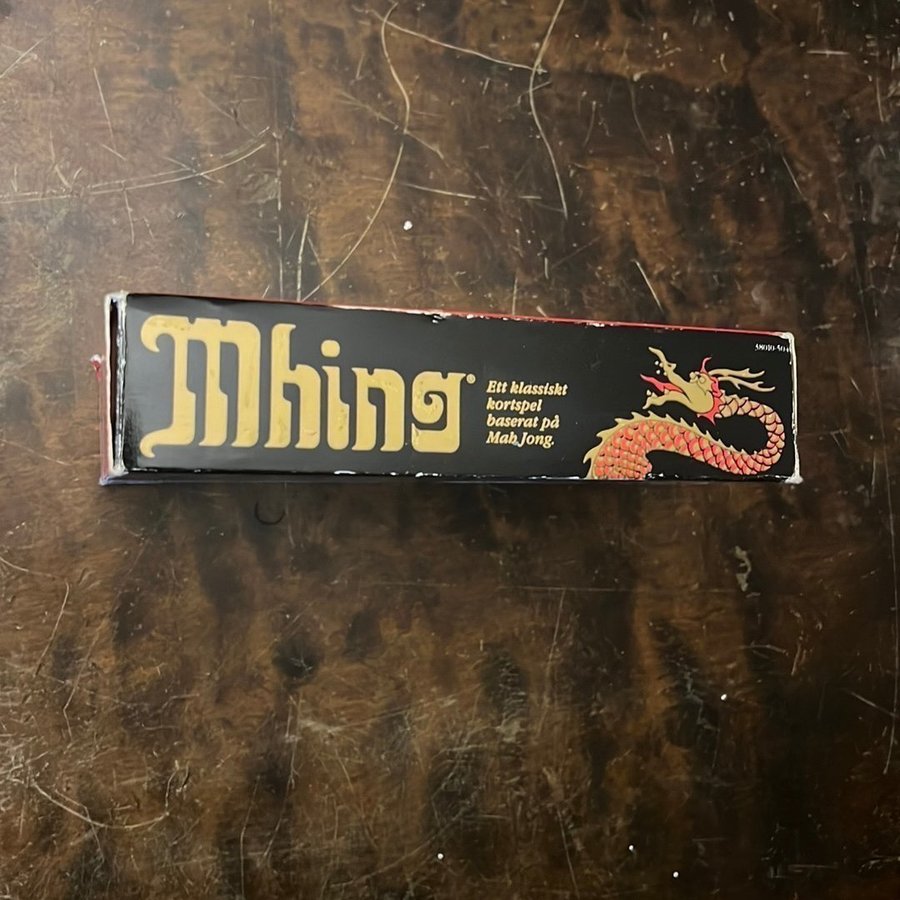 Mhing®
Ett klassiskt
kortspel
baserat på
Mah Jong.